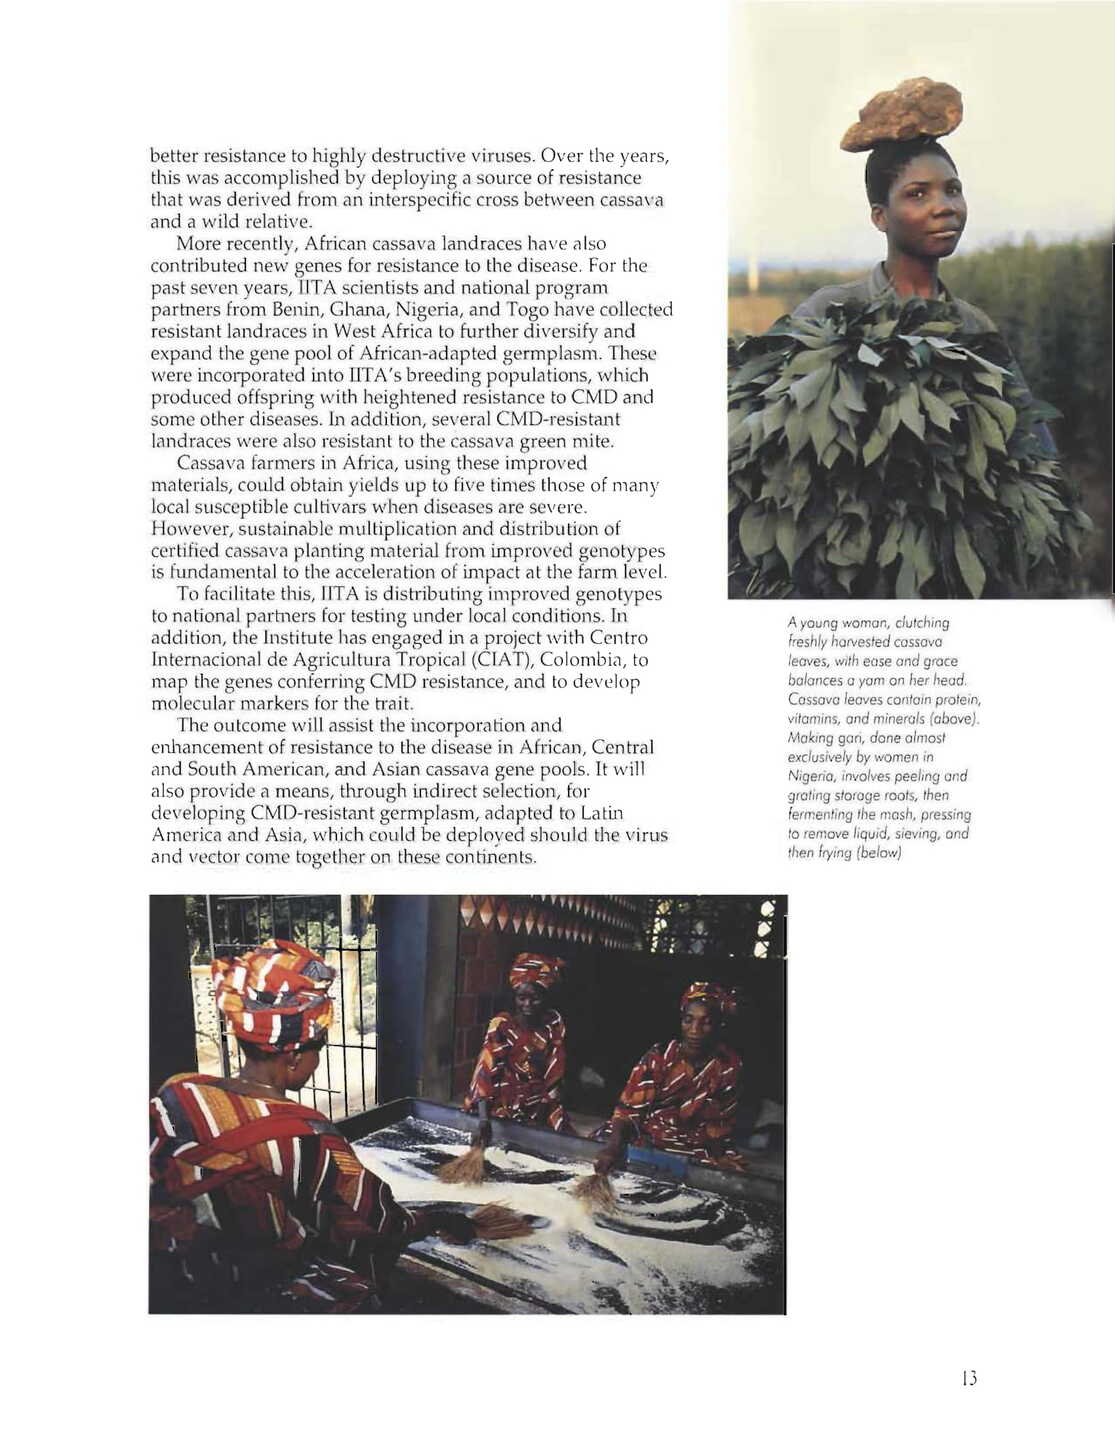 better resistance to highly destructive viruses. Over the years,
this was accomplished by deploying a source of resistance
that was derived from an interspecific cross between cassava
and a wild relative.
More recently, African cassava landraces have also
contributed new genes for resistance to the disease. For the
past seven years, IITA scientists and national program
partners from Benin, Ghana, Nigeria, and Togo have collected
resistant landraces in West Africa to further diversify and
expand the gene pool of African-adapted germplasm. These
were incorporated into IITA's breeding populations, which
produced offspring with heightened resistance to CMD and
some other diseases. In addition, several CMD-resistant
landraces were also resistant to the cassava green mite.
Cassava farmers in Africa, using these improved
materials, could obtain yields up to five times those of many
local susceptible cultivars when diseases are severe.
However, sustainable multiplication and distribution of
certified cassava planting material from improved genotypes
is fundamental to the acceleration of impact at the farm level.
To facilitate this, IITA is distributing improved genotypes
to national partners for testing under local conditions. In
addition, the Institute has engaged in a project with Centro
Internacional de Agricultura Tropical (CIAT), Colombia, to
map the genes conferring CMD resistance, and to develop
molecular markers for the trait.
The outcome will assist the incorporation and
enhancement of resistance to the disease in African, Central
and South American, and Asian cassava gene pools. It will
also provide a means, through indirect selection, for
developing CMD-resistant germplasm, adapted to Latin
America and Asia, which could be deployed should the virus
and vector come together on these continents.
A young woman, clutching
freshly harvested cassava
leaves, with ease and grace
balances a yam on her head.
Cassava leaves contain protein,
vitamins, and minerals (above).
Making gari, done almost
exclusively by women in
Nigeria, involves peeling and
grating storage roots, then
fermenting the mash, pressing
to remove liquid, sieving, and
then frying (below)
13